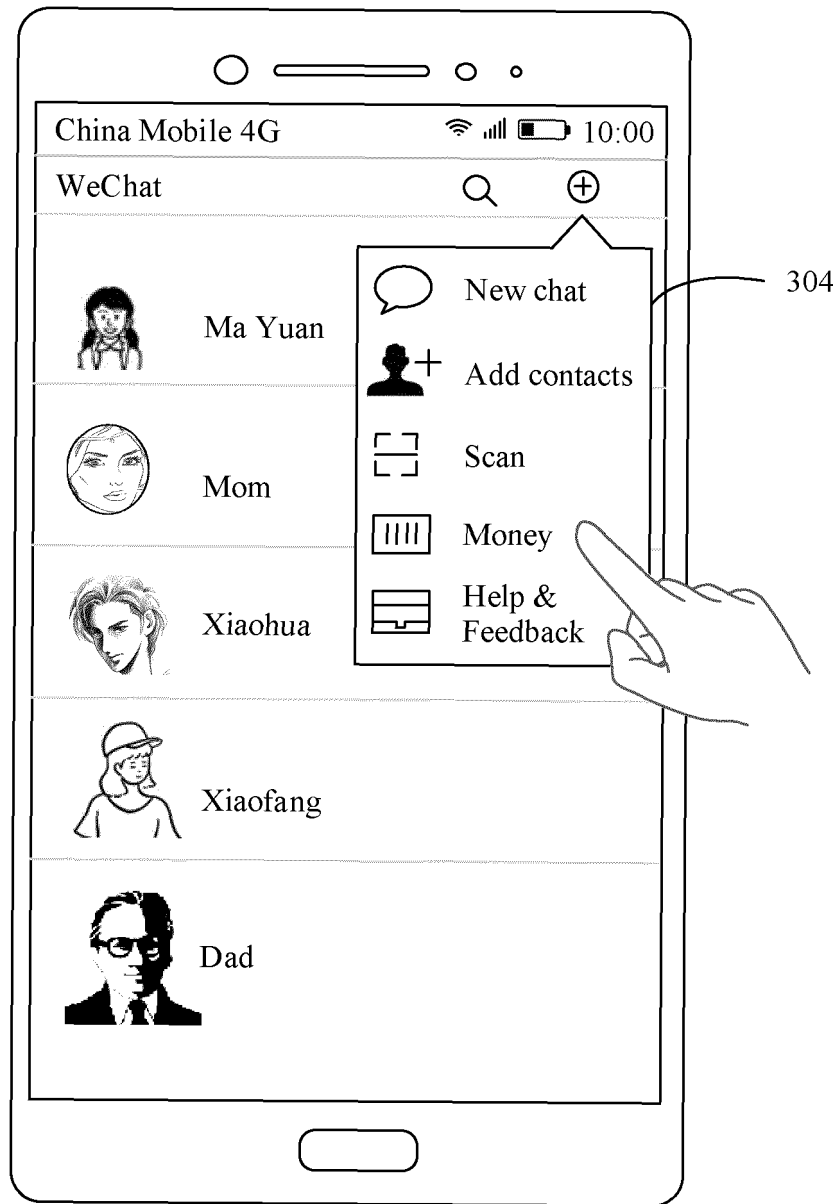 China Mobile 4G 10:00
WeChat
New chat
304
Ma Yuan
Add contacts
Scan
Mom
Money
Help &
Feedback
Xiaohua
Xiaofang
Dad